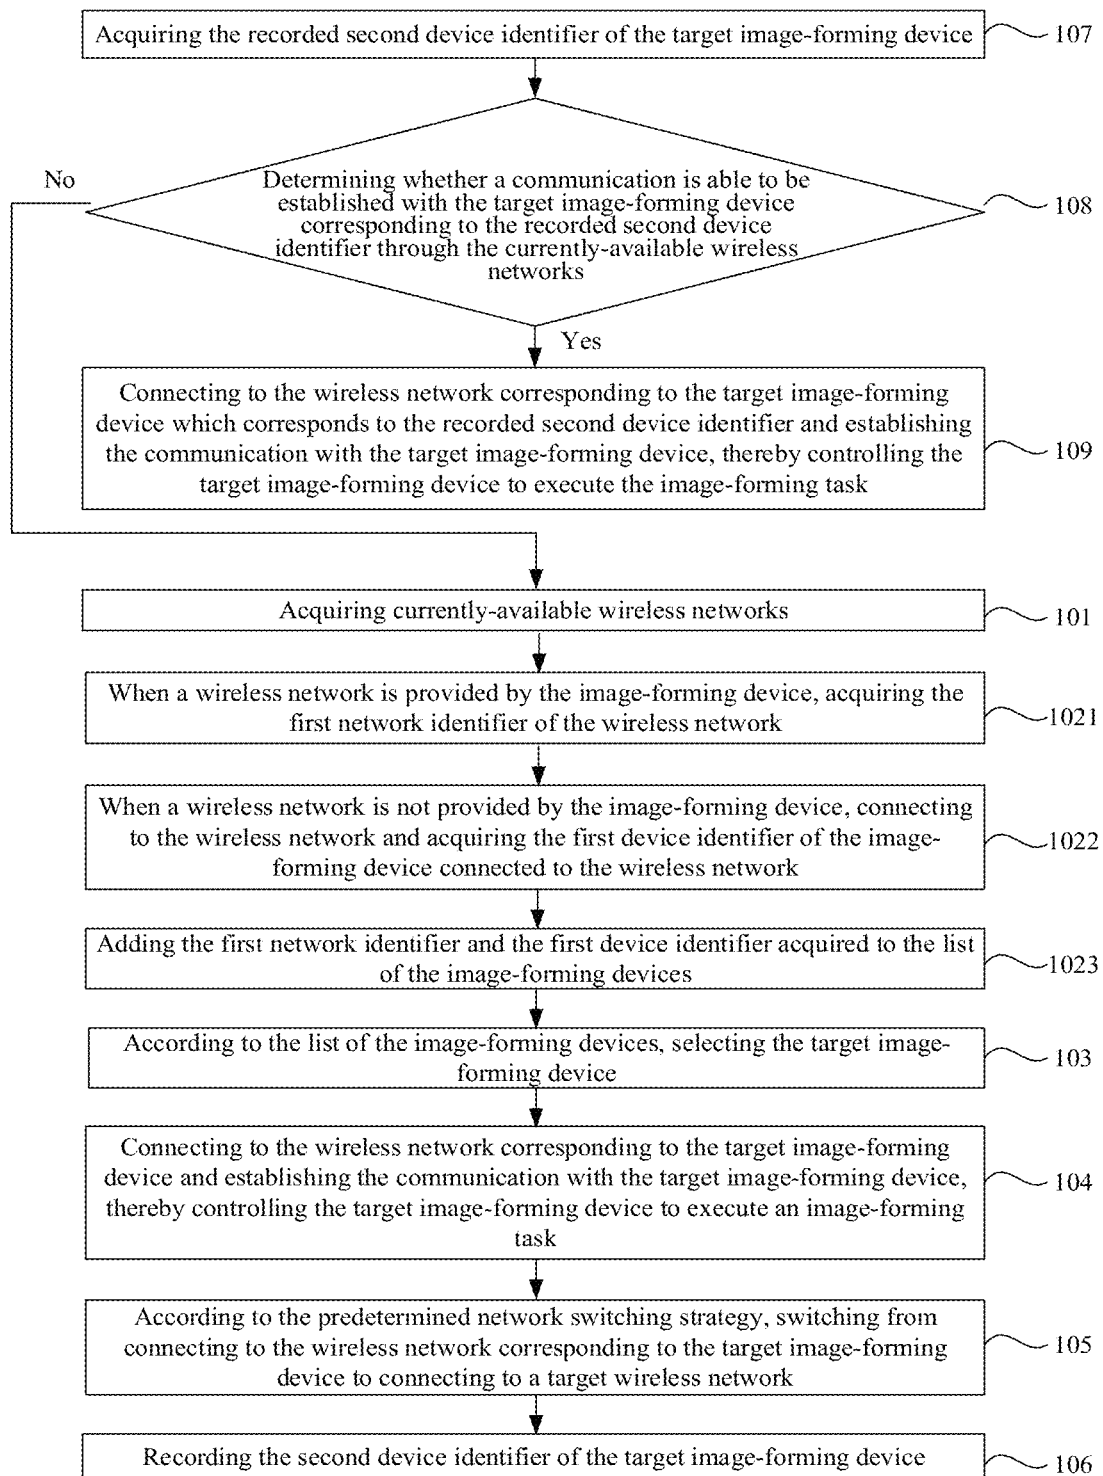 Acquiring the recorded second device identifier of the target image-forming device
107
No
Determining whether a communication is able to be
established with the target image-forming device
corresponding to the recorded second device
identifier through the currently-available wireless
networks
108
Yes
Connecting to the wireless network corresponding to the target image-forming
device which corresponds to the recorded second device identifier and establishing
the communication with the target image-forming device, thereby controlling the
target image-forming device to execute the image-forming task
109
Acquiring currently-available wireless networks
101
When a wireless network is provided by the image-forming device, acquiring the
first network identifier of the wireless network
1021
When a wireless network is not provided by the image-forming device, connecting
to the wireless network and acquiring the first device identifier of the image-
forming device connected to the wireless network
1022
Adding the first network identifier and the first device identifier acquired to the list
of the image-forming devices
1023
According to the list of the image-forming devices, selecting the target image-
forming device
103
Connecting to the wireless network corresponding to the target image-forming
device and establishing the communication with the target image-forming device,
thereby controlling the target image-forming device to execute an image-forming
task
104
According to the predetermined network switching strategy, switching from
connecting to the wireless network corresponding to the target image-forming
device to connecting to a target wireless network
105
Recording the second device identifier of the target image-forming device
106